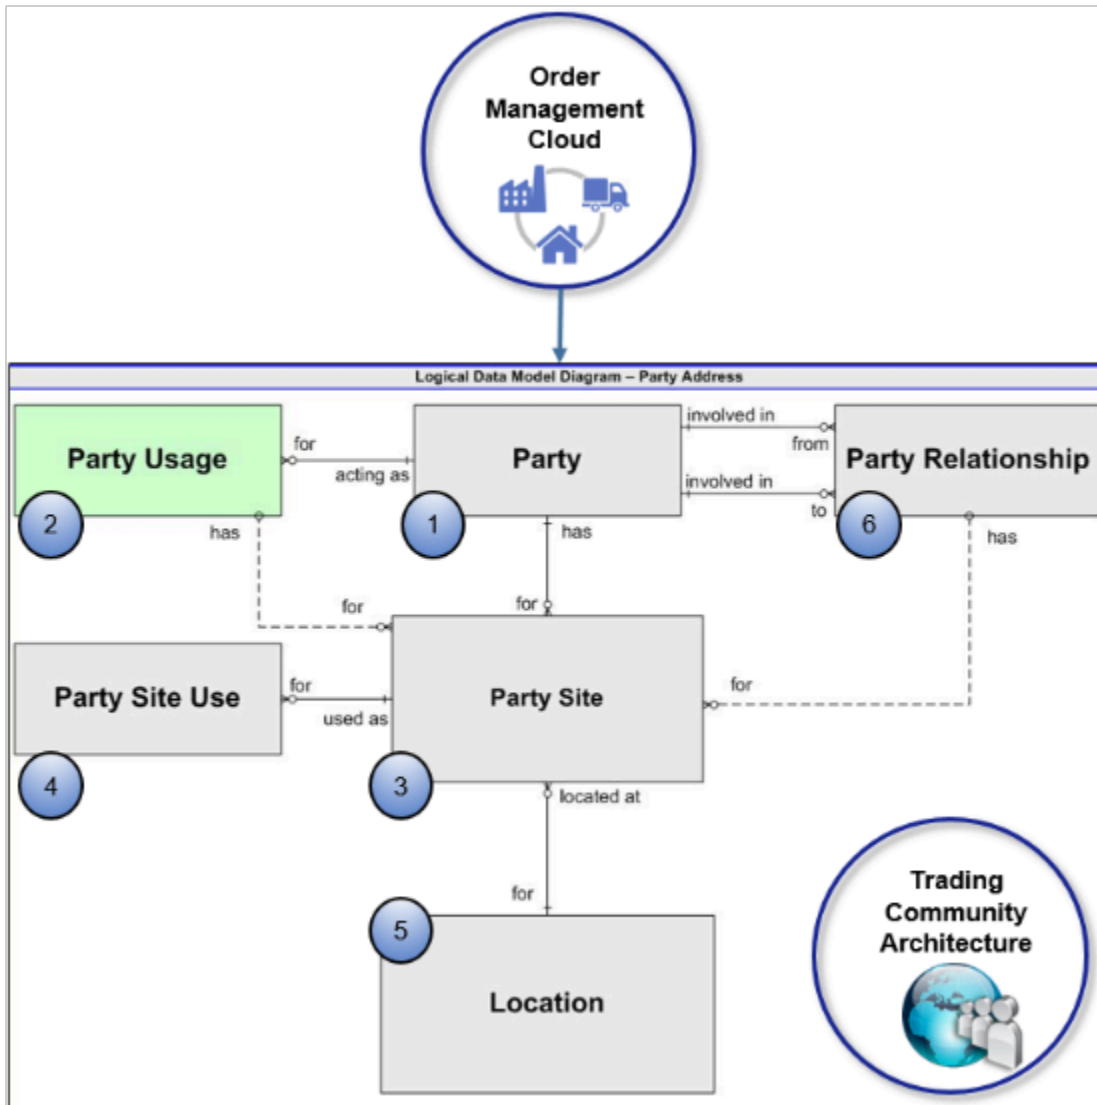 Order
Management
Cloud
Logical Data Model Diagram – Party Address
Party Usage
for
acting as
Party
involved in
from
involved in
to
Party Relationship
2
has
1
has
6
has
for
for
Party Site Use
for
used as
Party Site
for
4
3
located at
for
5
Location
Trading
Community
Architecture